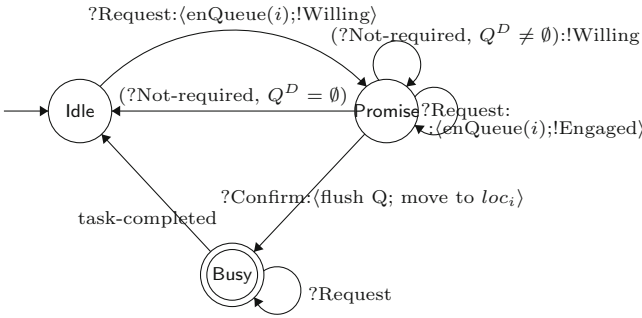 ?Request:⟨enQueue(i);!Willing⟩
(?Not-required, Q^D ≠ ∅):!Willing
Idle
(?Not-required, Q^D = ∅)
Promise
?Request:
:⟨enQueue(i);!Engaged⟩
?Confirm:⟨flush Q; move to loc_i⟩
task-completed
Busy
?Request